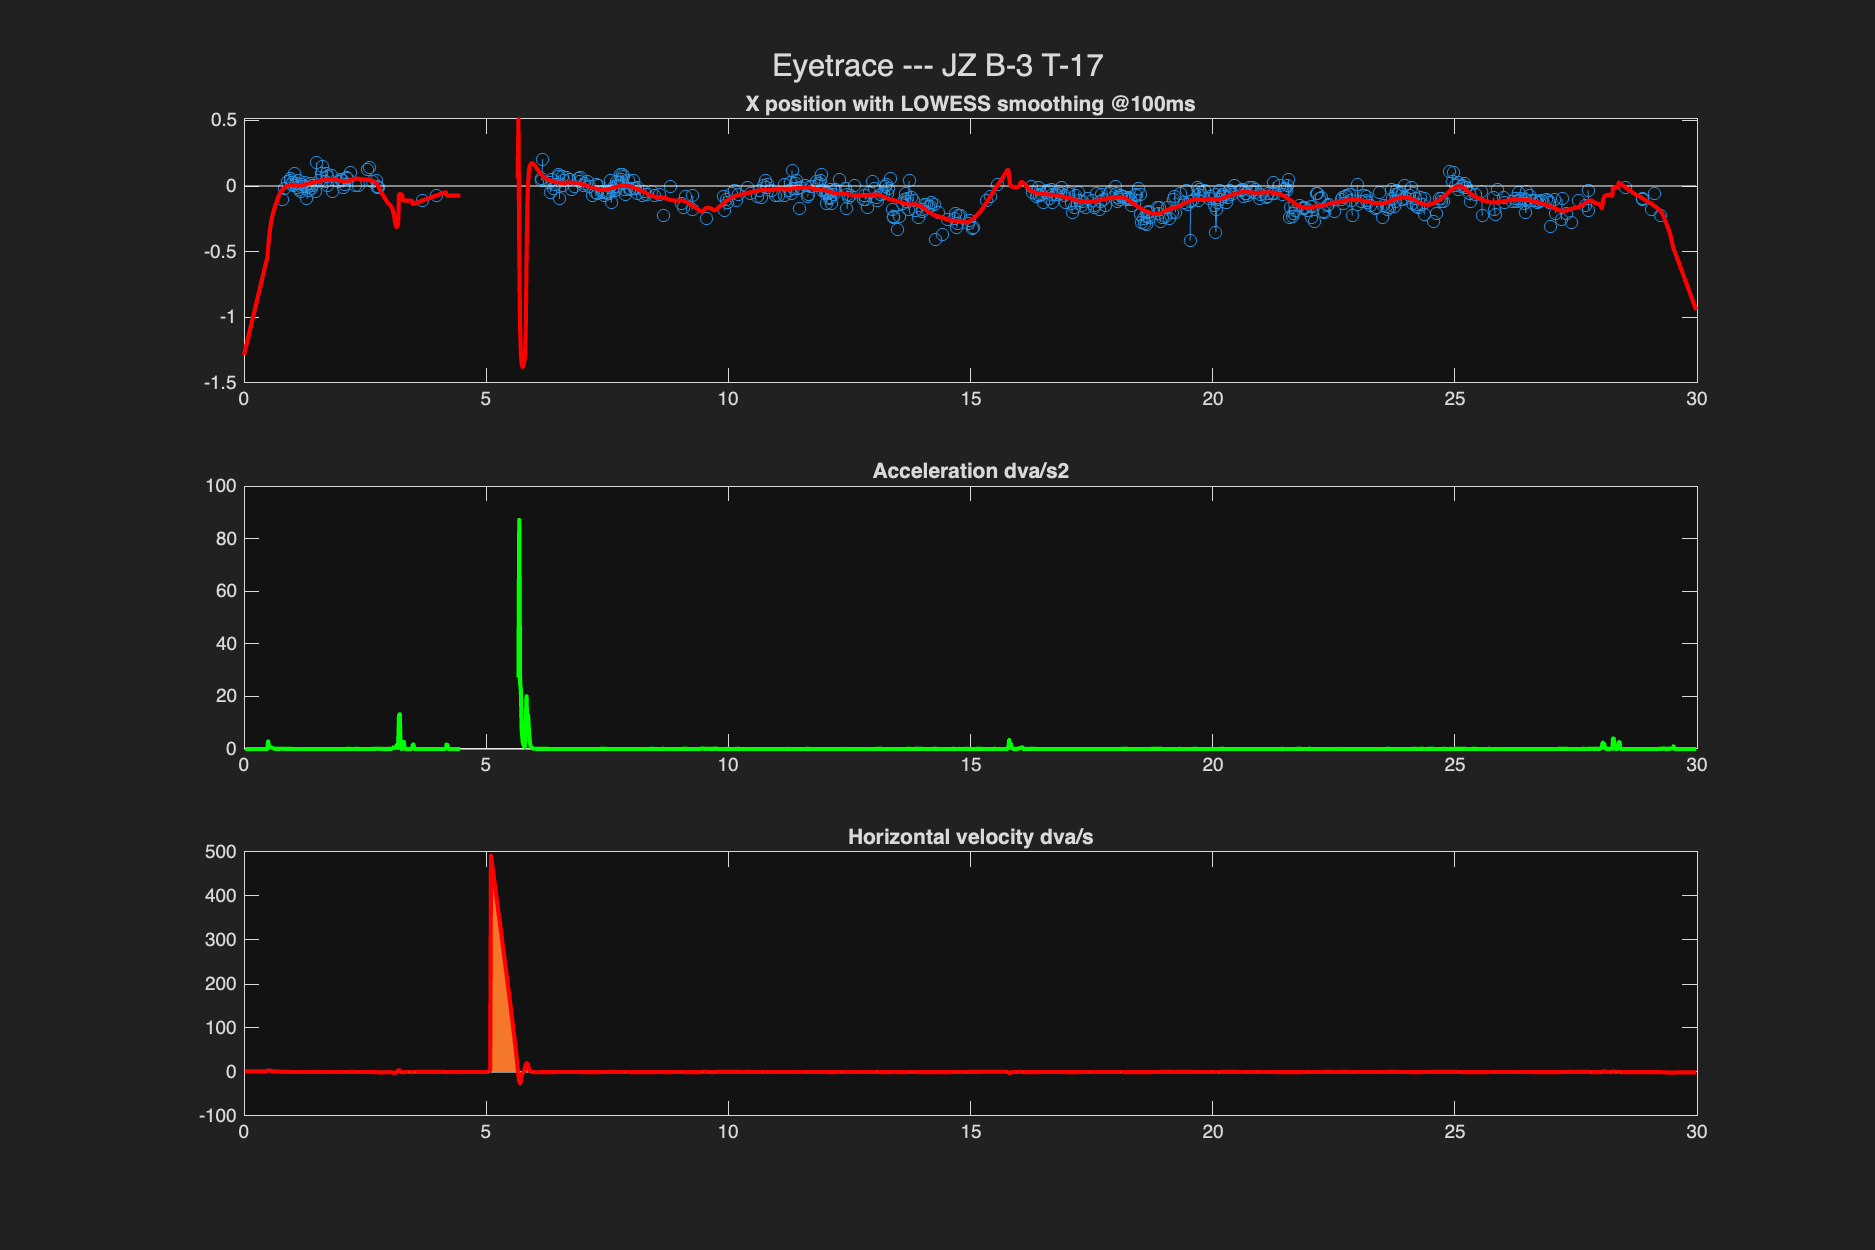 Eyetrace --- JZ B-3 T-17
X position with LOWESS smoothing @100ms
0.5
0
-0.5
-1
-1.5
0 5 10 15 20 25 30
Acceleration dva/s2
100
80
60
40
20
0
0 5 10 15 20 25 30
Horizontal velocity dva/s
500
400
300
200
100
0
-100
0 5 10 15 20 25 30